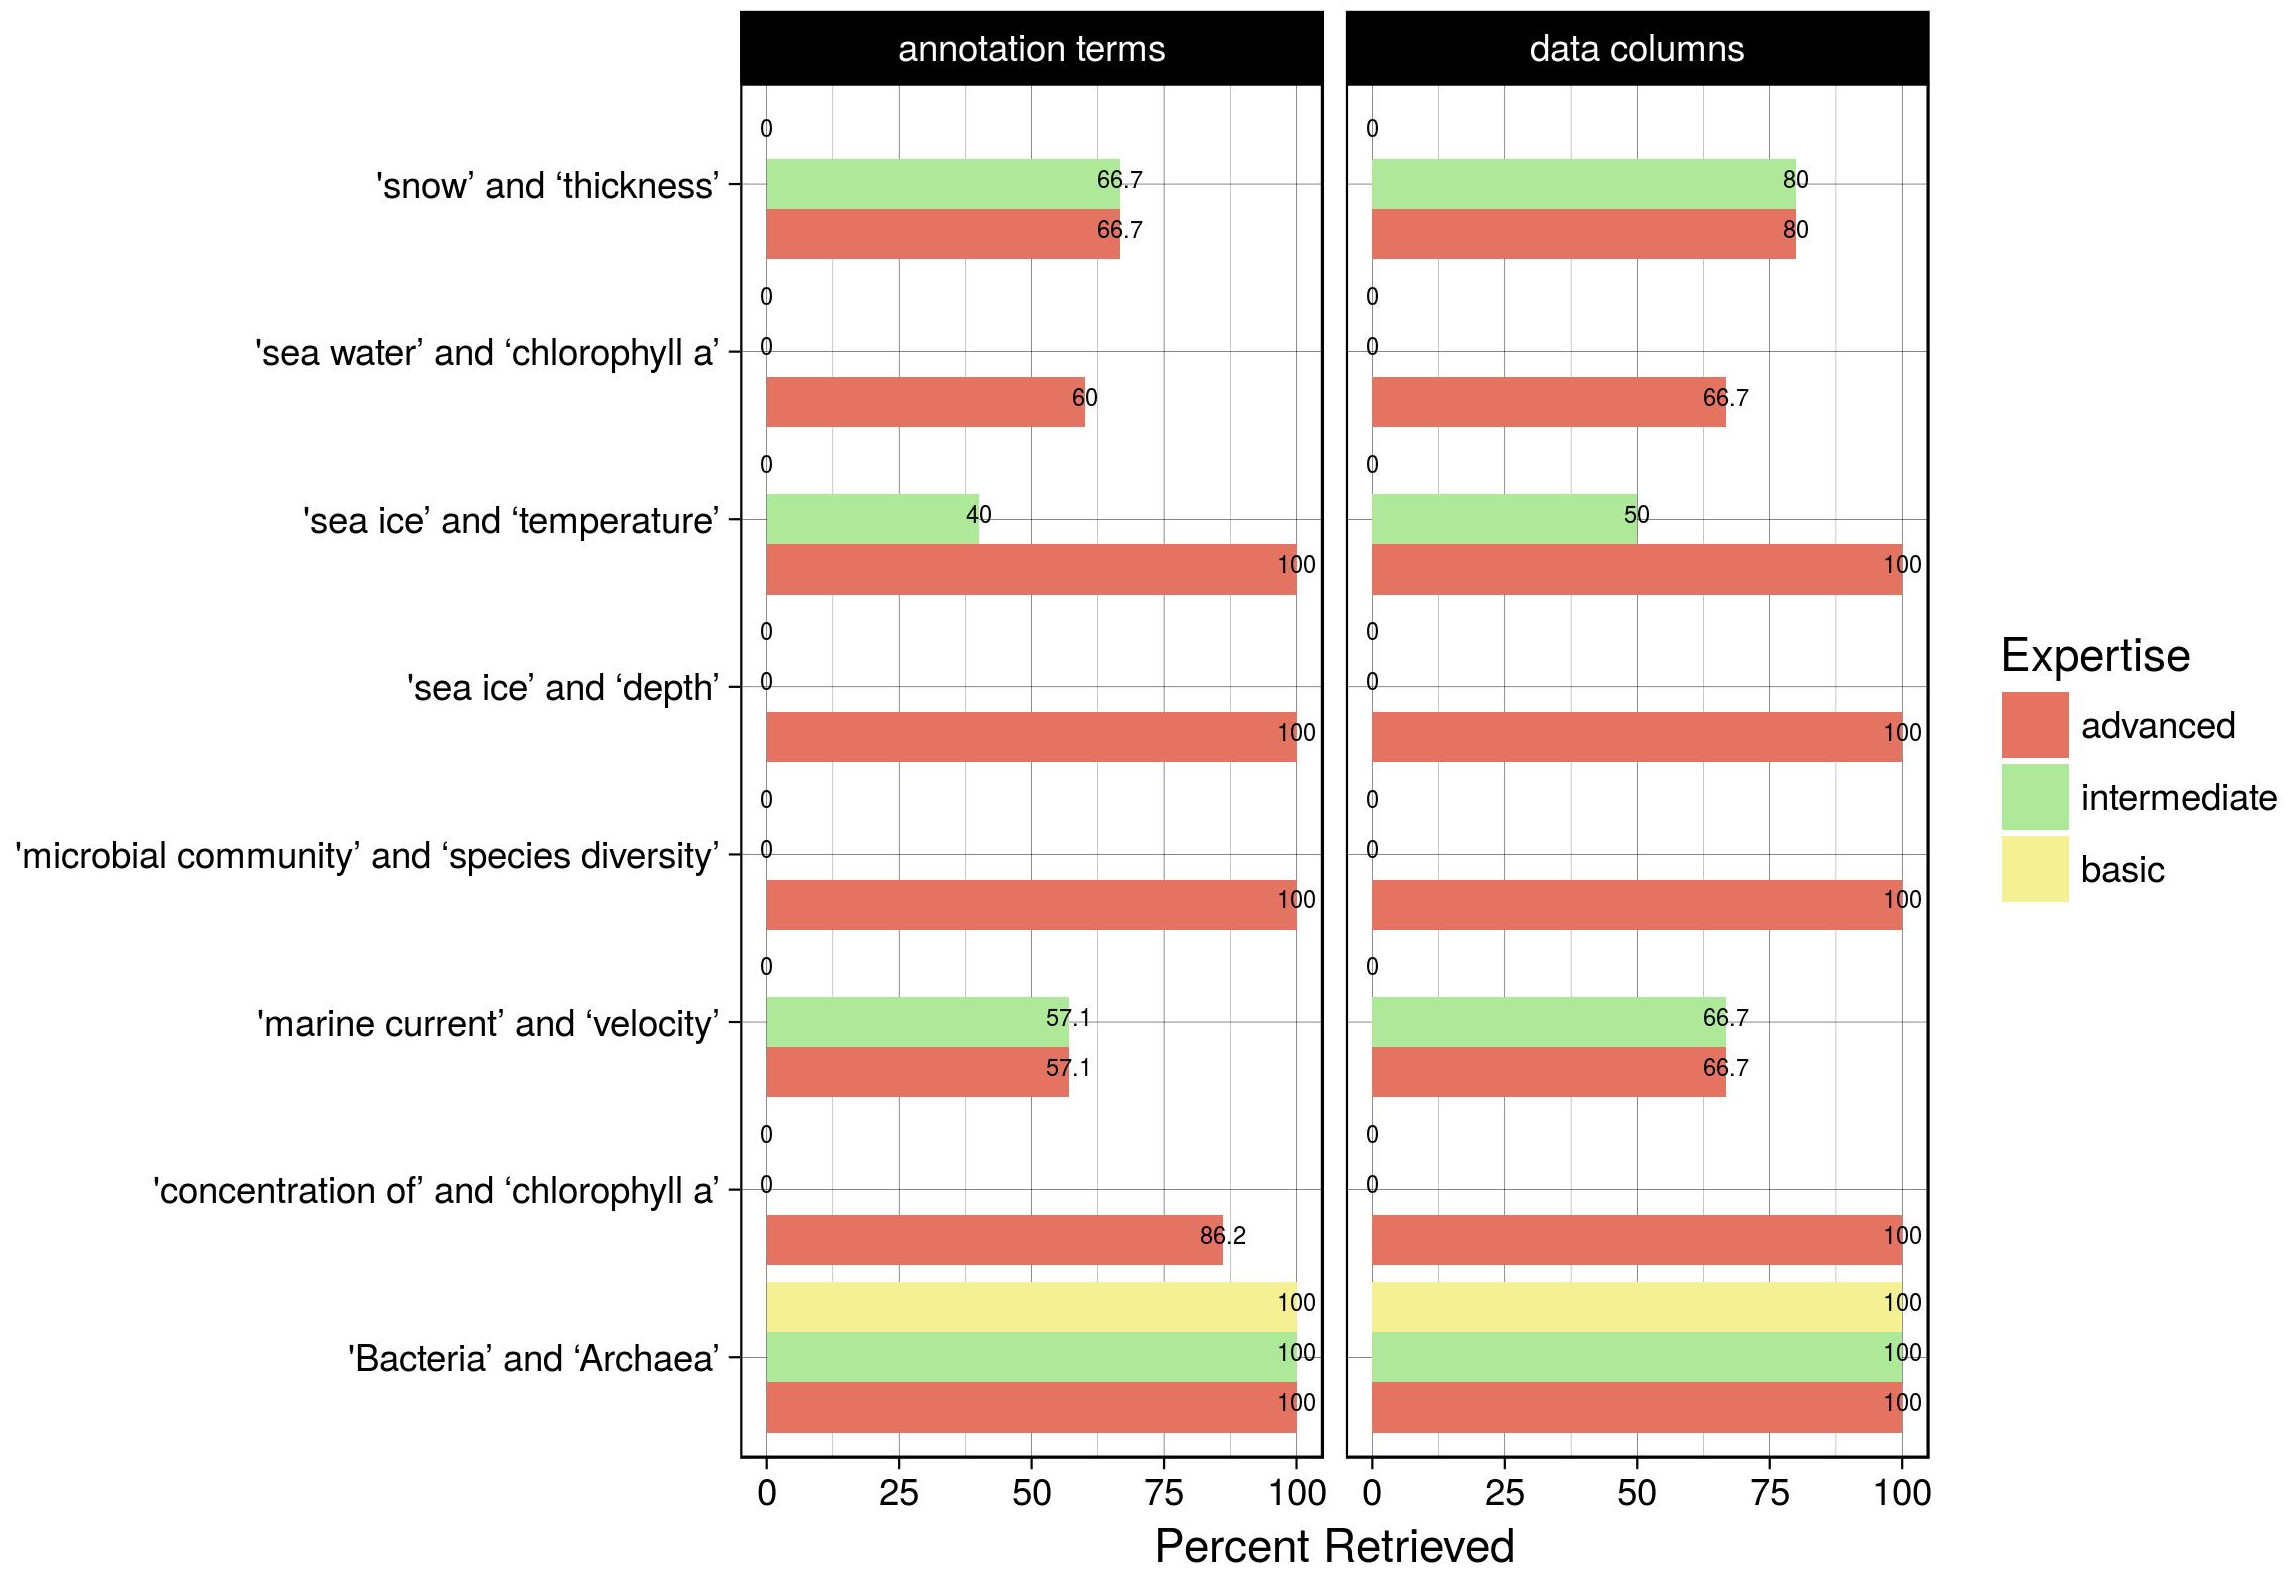 annotation terms
data columns
'snow’ and ‘thickness’
0
66.7
66.7
0
80
80
'sea water’ and ‘chlorophyll a’
0
0
60
0
0
66.7
'sea ice’ and ‘temperature’
0
40
100
0
50
100
'sea ice’ and ‘depth’
0
0
100
0
0
100
'microbial community’ and ‘species diversity’
0
0
100
0
0
100
'marine current’ and ‘velocity’
0
57.1
57.1
0
66.7
66.7
'concentration of’ and ‘chlorophyll a’
0
0
86.2
0
0
100
'Bacteria’ and ‘Archaea’
100
100
100
100
100
100
0 25 50 75 100
0 25 50 75 100
Percent Retrieved
Expertise
advanced
intermediate
basic